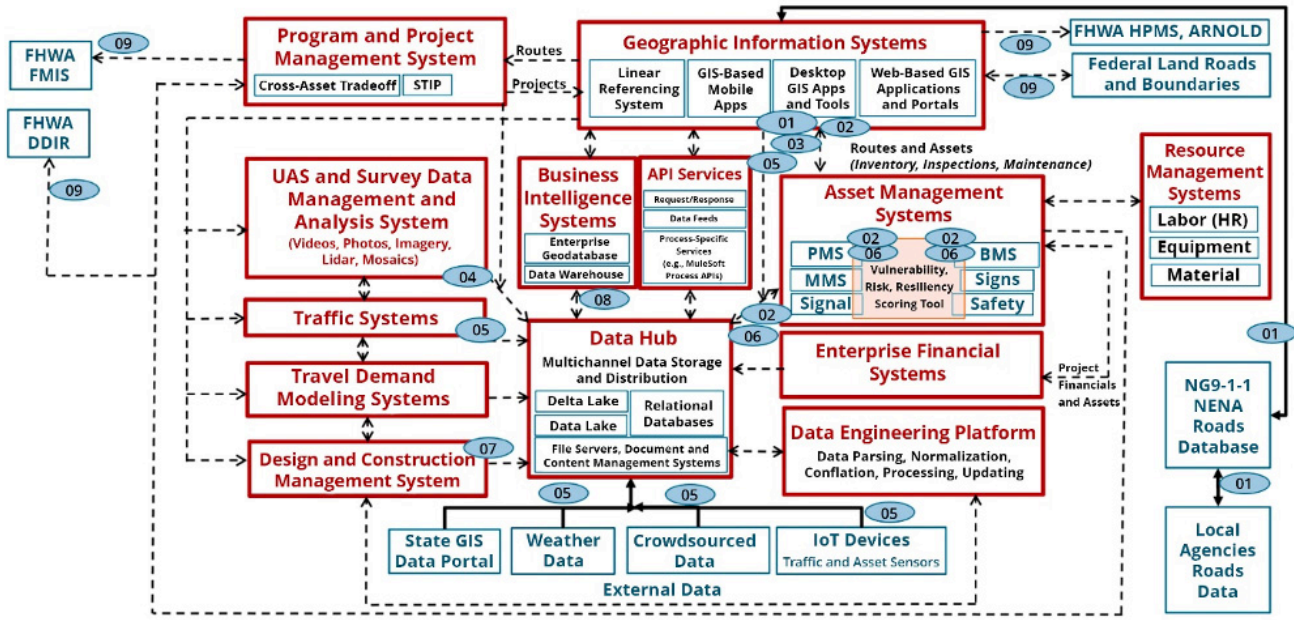 FHWA
FMIS
09
FHWA
DDIR
09
Program and Project
Management System
Cross-Asset Tradeoff
STIP
Routes
Projects
Geographic Information Systems
Linear
Referencing
System
GIS-Based
Mobile
Apps
Desktop
GIS Apps
and Tools
Web-Based GIS
Applications
and Portals
01
02
03
05
09
FHWA HPMS, ARNOLD
Federal Land Roads
and Boundaries
09
UAS and Survey Data
Management and
Analysis System
(Videos, Photos, Imagery,
Lidar, Mosaics)
04
Traffic Systems
05
Travel Demand
Modeling Systems
Design and Construction
Management System
07
Business
Intelligence
Systems
Enterprise
Geodatabase
Data Warehouse
08
API Services
Request/Response
Data Feeds
Process-Specific
Services
(e.g., MuleSoft
Process APIs)
Routes and Assets
(Inventory, Inspections, Maintenance)
Asset Management
Systems
PMS
MMS
Signal
02
06
02
06
Vulnerability,
Risk, Resiliency
Scoring Tool
BMS
Signs
Safety
02
06
Resource
Management
Systems
Labor (HR)
Equipment
Material
Data Hub
Multichannel Data Storage
and Distribution
Delta Lake
Data Lake
Relational
Databases
File Servers, Document and
Content Management Systems
Enterprise Financial
Systems
Project
Financials
and Assets
Data Engineering Platform
Data Parsing, Normalization,
Conflation, Processing, Updating
01
NG9-1-1
NENA
Roads
Database
01
Local
Agencies
Roads
Data
05
05
05
State GIS
Data Portal
Weather
Data
Crowdsourced
Data
IoT Devices
Traffic and Asset Sensors
External Data